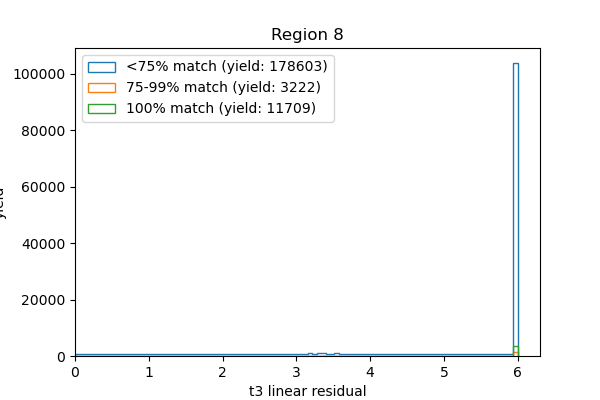 Region 8
<75% match (yield: 178603)
75-99% match (yield: 3222)
100% match (yield: 11709)
100000
80000
60000
40000
20000
0
yield
0 1 2 3 4 5 6
t3 linear residual